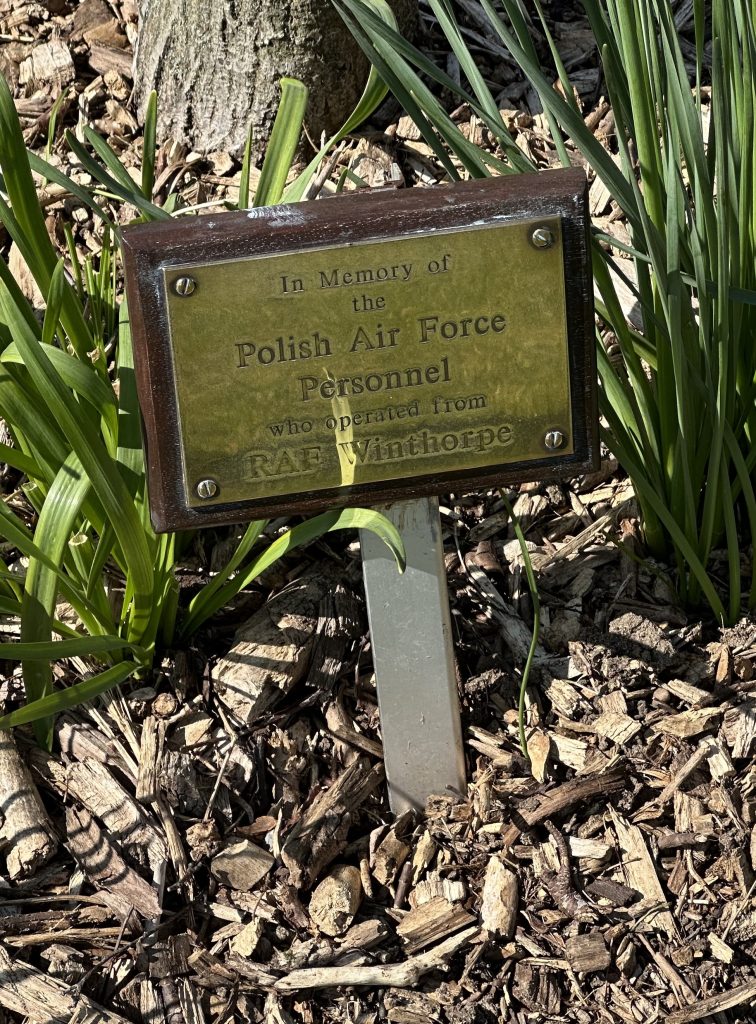 In Memory of
the
Polish Air Force
Personnel
who operated from
RAF Winthorpe